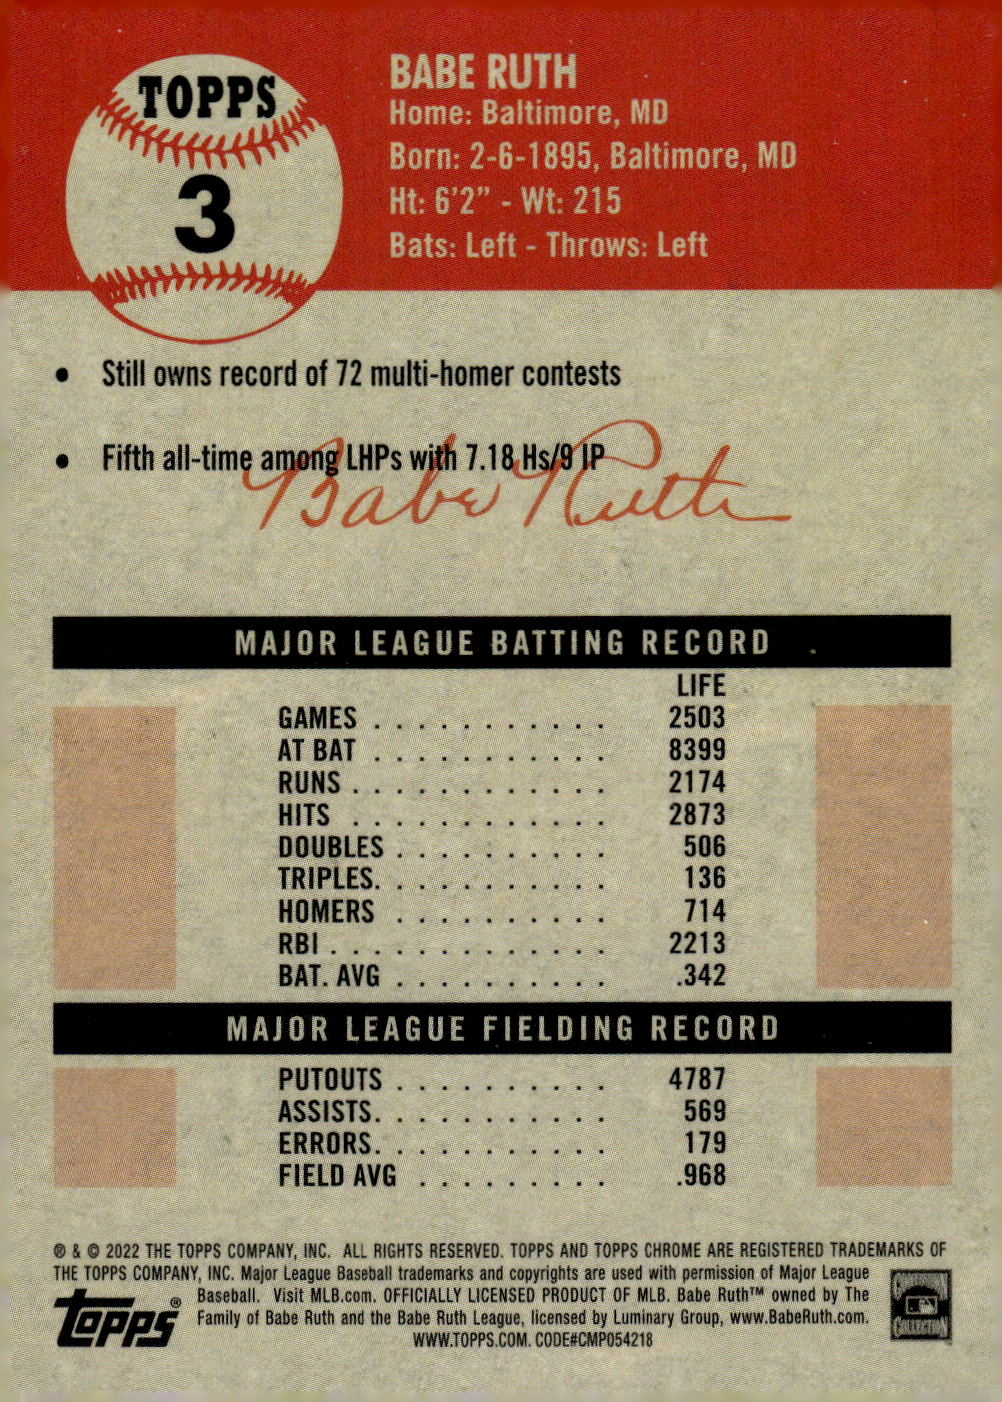 TOPPS
3
BABE RUTH
Home: Baltimore, MD
Born: 2-6-1895, Baltimore, MD
Ht: 6'2" - Wt: 215
Bats: Left - Throws: Left
• Still owns record of 72 multi-homer contests
• Fifth all-time among LHPs with 7.18 Hs/9 IP
Babe Ruth
MAJOR LEAGUE BATTING RECORD
LIFE
GAMES . . . . . . . . . . . 2503
AT BAT . . . . . . . . . . . 8399
RUNS . . . . . . . . . . . . 2174
HITS . . . . . . . . . . . . 2873
DOUBLES . . . . . . . . . . 506
TRIPLES. . . . . . . . . . . 136
HOMERS . . . . . . . . . . 714
RBI . . . . . . . . . . . . . 2213
BAT. AVG . . . . . . . . . . .342
MAJOR LEAGUE FIELDING RECORD
PUTOUTS . . . . . . . . . . 4787
ASSISTS. . . . . . . . . . . 569
ERRORS. . . . . . . . . . . 179
FIELD AVG . . . . . . . . . .968
® & © 2022 THE TOPPS COMPANY, INC. ALL RIGHTS RESERVED. TOPPS AND TOPPS CHROME ARE REGISTERED TRADEMARKS OF
THE TOPPS COMPANY, INC. Major League Baseball trademarks and copyrights are used with permission of Major League
Baseball. Visit MLB.com. OFFICIALLY LICENSED PRODUCT OF MLB. Babe Ruth™ owned by The
Family of Babe Ruth and the Babe Ruth League, licensed by Luminary Group, www.BabeRuth.com.
WWW.TOPPS.COM. CODE#CMP054218
Topps®
COLLECTION